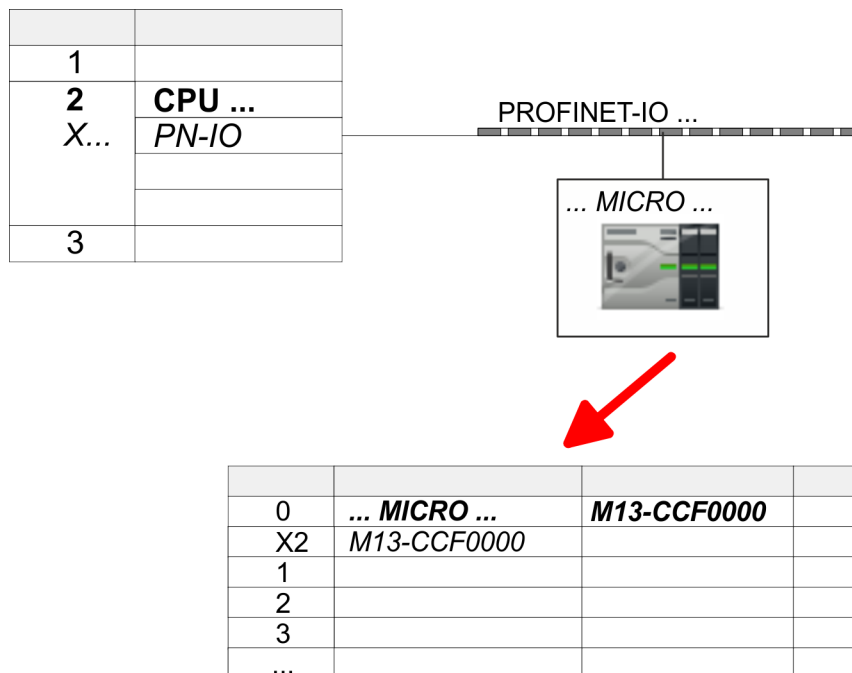 1
2 CPU ...
X... PN-IO
3
PROFINET-IO ...
... MICRO ...
0 ... MICRO ... M13-CCF0000
X2 M13-CCF0000
1
2
3
...